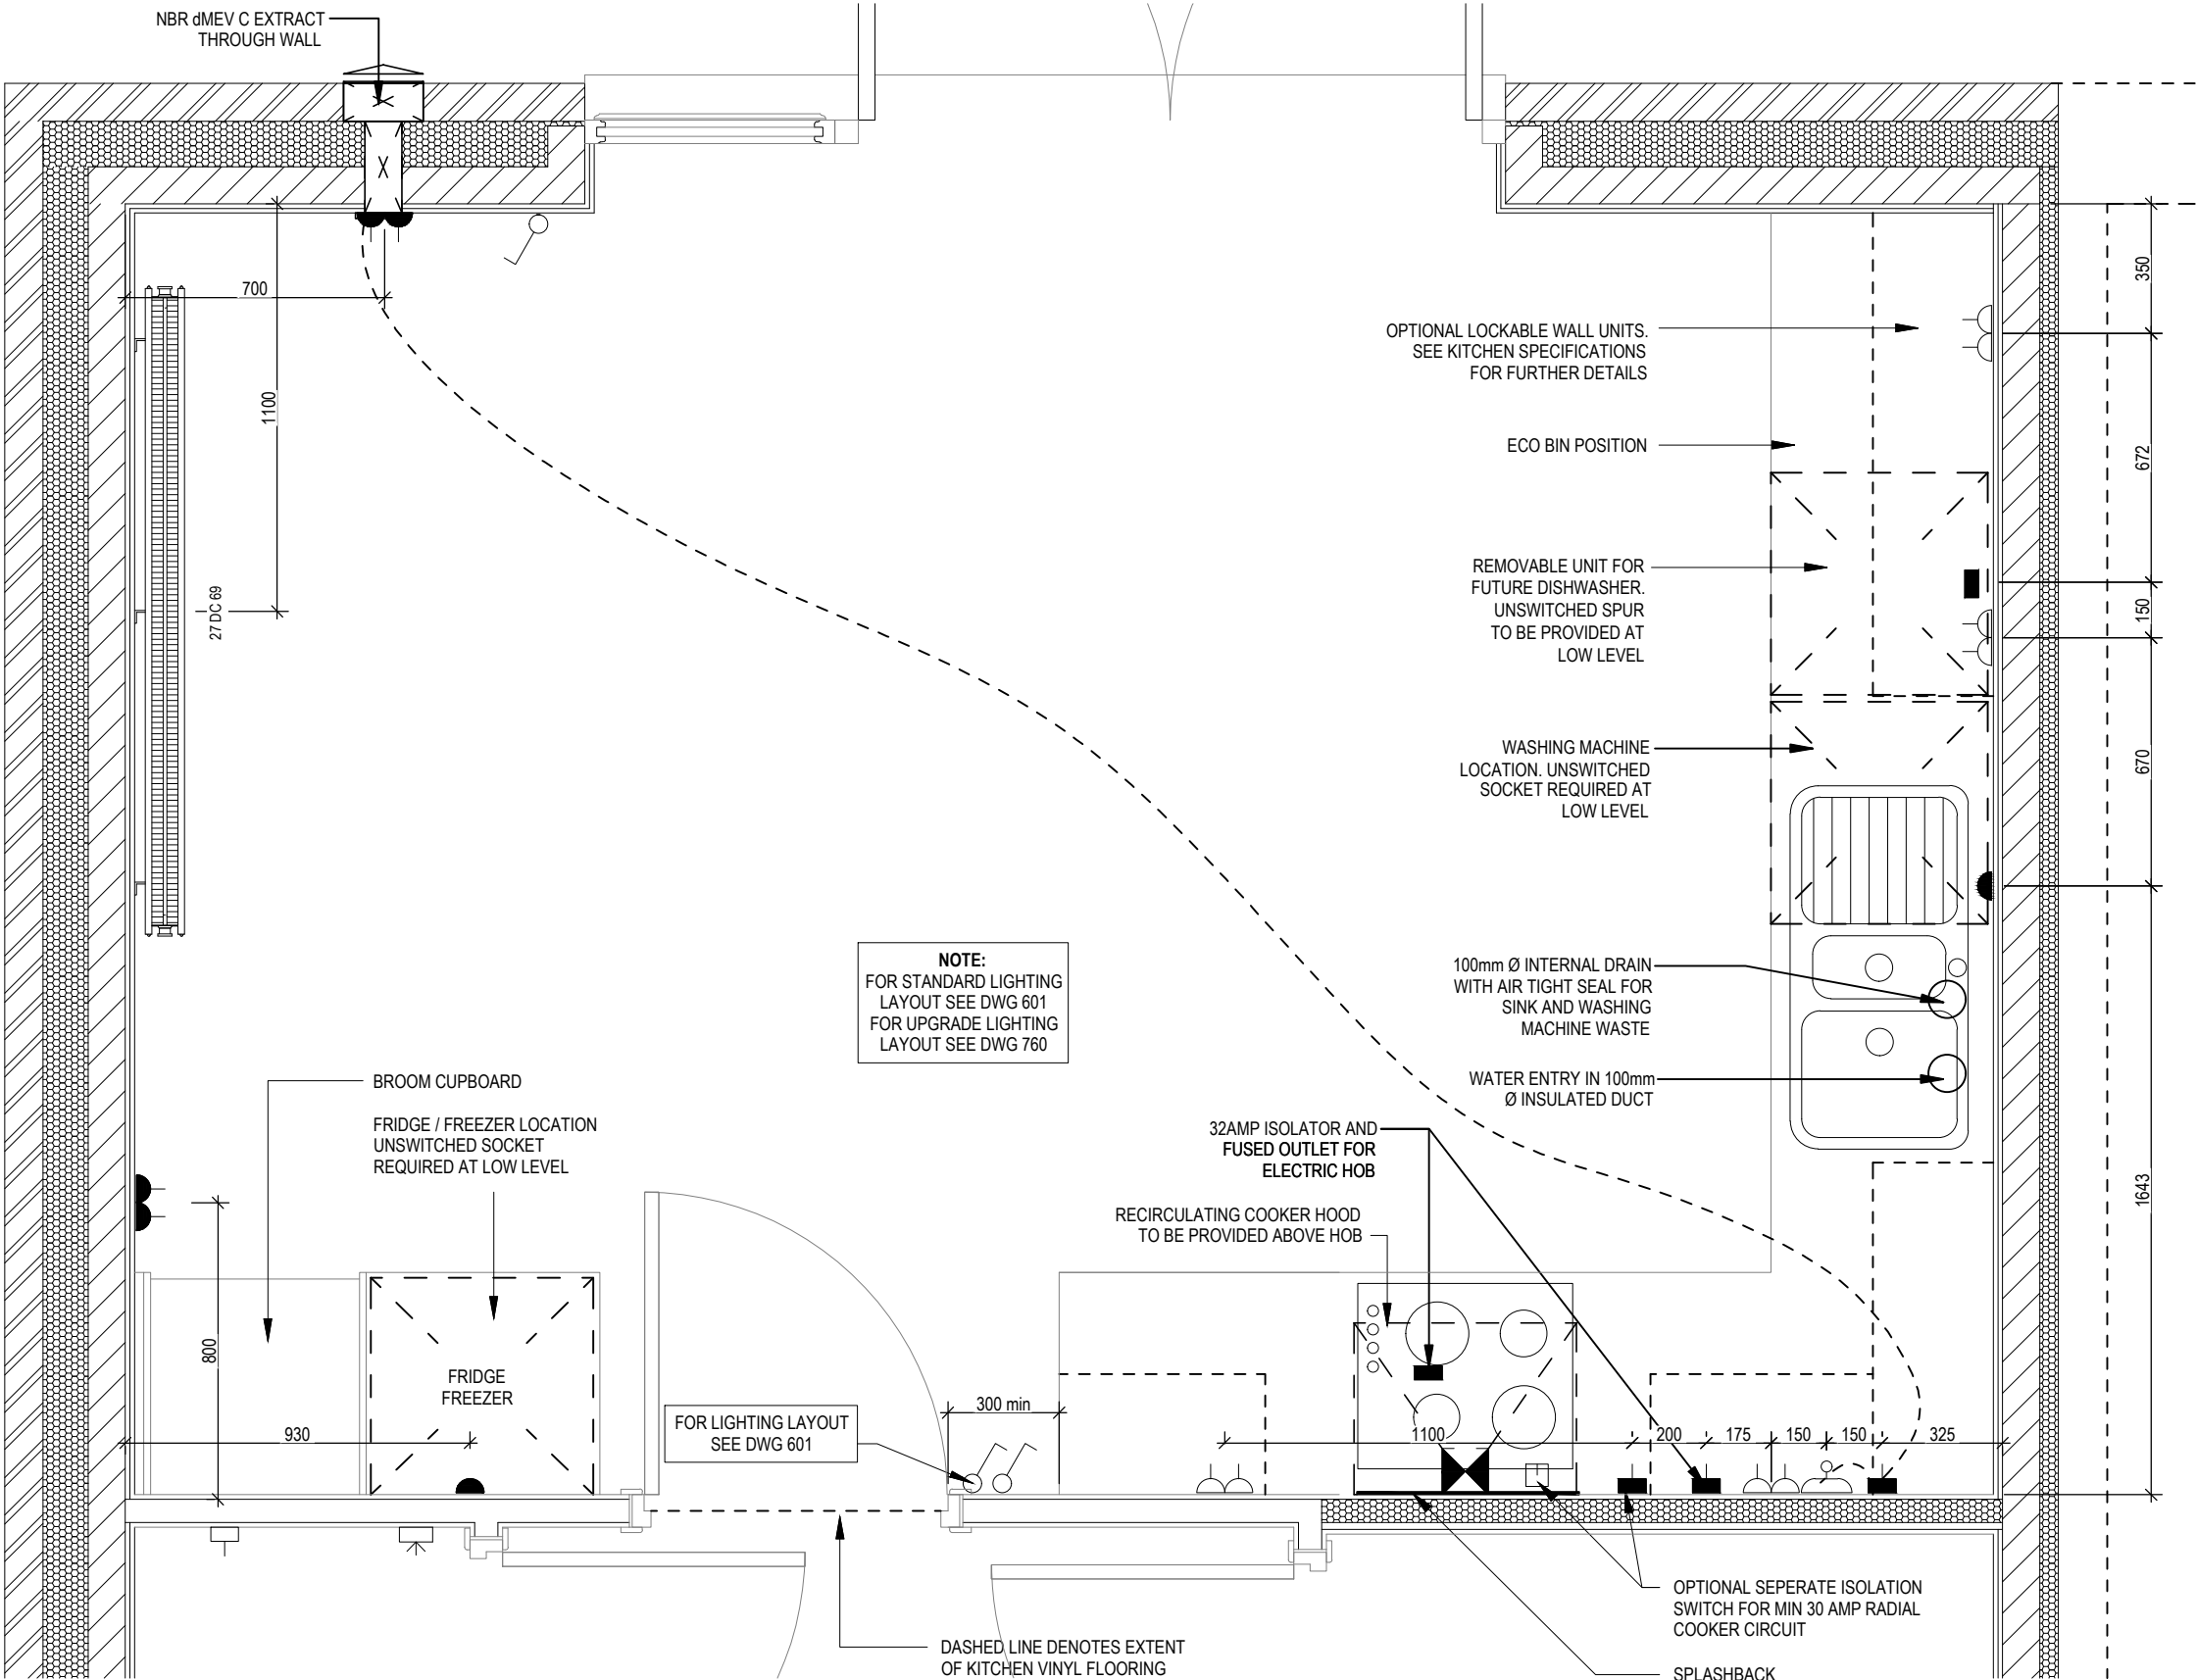 NBR dMEV C EXTRACT
THROUGH WALL
700
1100
27 DC 69
350
OPTIONAL LOCKABLE WALL UNITS.
SEE KITCHEN SPECIFICATIONS
FOR FURTHER DETAILS
ECO BIN POSITION
672
REMOVABLE UNIT FOR
FUTURE DISHWASHER.
UNSWITCHED SPUR
TO BE PROVIDED AT
LOW LEVEL
150
WASHING MACHINE
LOCATION. UNSWITCHED
SOCKET REQUIRED AT
LOW LEVEL
670
NOTE:
FOR STANDARD LIGHTING
LAYOUT SEE DWG 601
FOR UPGRADE LIGHTING
LAYOUT SEE DWG 760
100mm Ø INTERNAL DRAIN
WITH AIR TIGHT SEAL FOR
SINK AND WASHING
MACHINE WASTE
WATER ENTRY IN 100mm
Ø INSULATED DUCT
BROOM CUPBOARD
FRIDGE / FREEZER LOCATION
UNSWITCHED SOCKET
REQUIRED AT LOW LEVEL
32AMP ISOLATOR AND
FUSED OUTLET FOR
ELECTRIC HOB
RECIRCULATING COOKER HOOD
TO BE PROVIDED ABOVE HOB
1643
800
FRIDGE
FREEZER
930
FOR LIGHTING LAYOUT
SEE DWG 601
300 min
1100
200
175
150
150
325
OPTIONAL SEPERATE ISOLATION
SWITCH FOR MIN 30 AMP RADIAL
COOKER CIRCUIT
DASHED LINE DENOTES EXTENT
OF KITCHEN VINYL FLOORING
SPLASHBACK